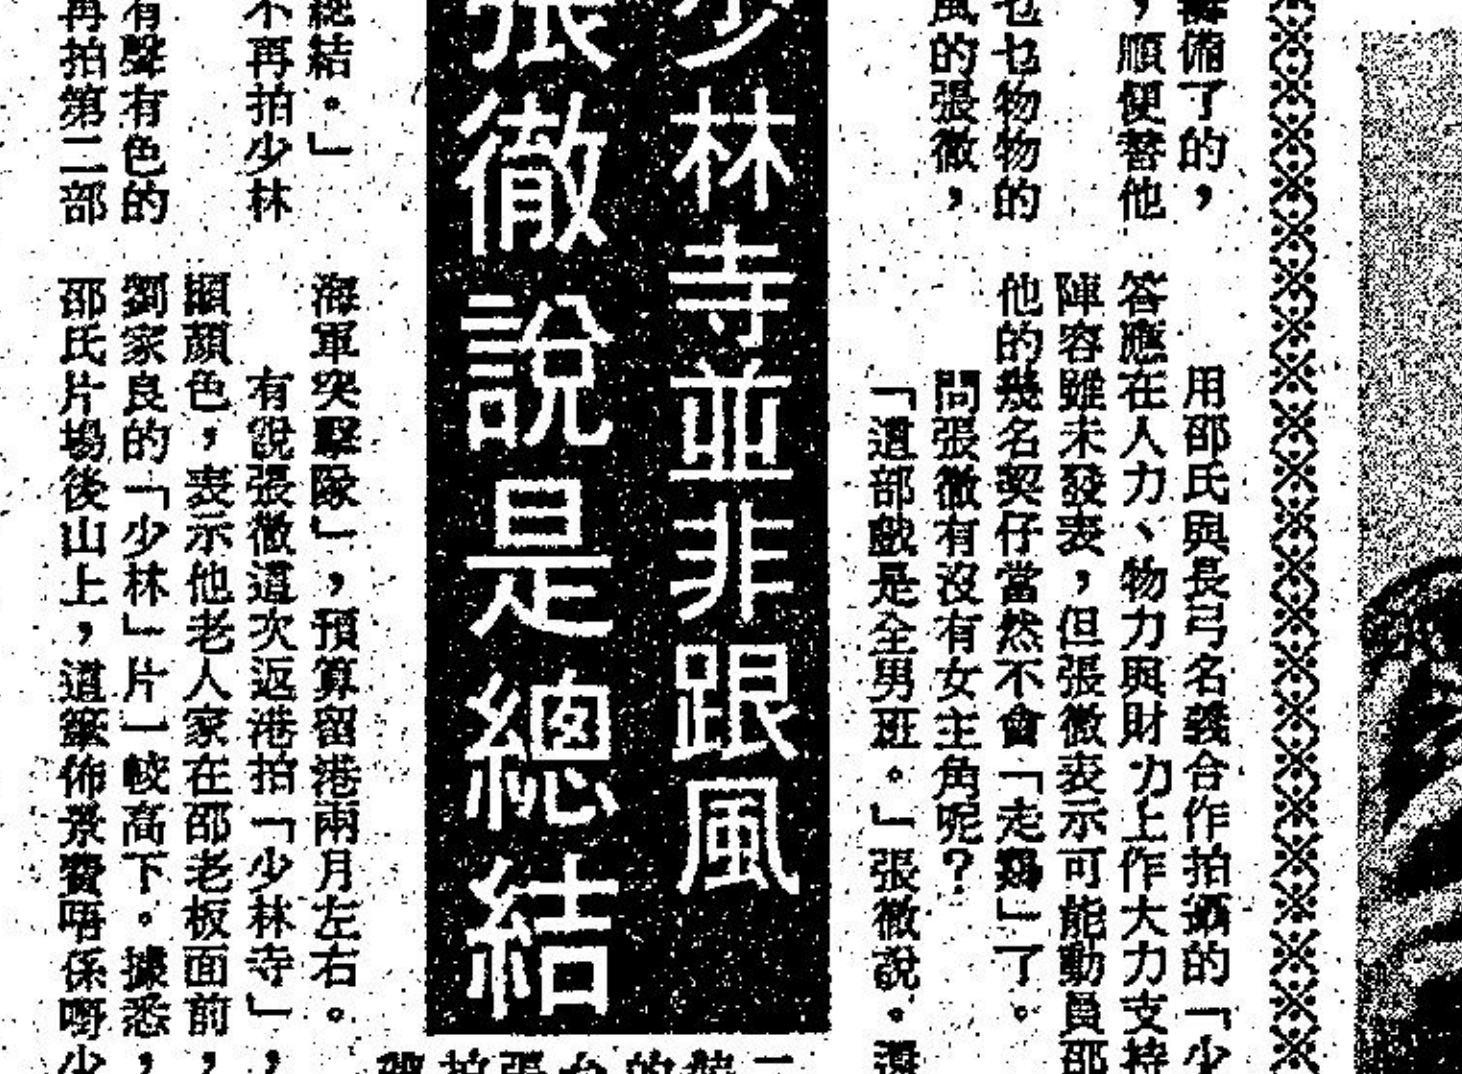 備了的，
，順便替他
乜乜物物的
風的張徹，
用邵氏與長弓名義合作拍攝的「少
答應在人力、物力與財力上作大力支持
陣容雖未發表，但張徹表示可能動員邵
他的幾名契仔當然不會「走鷄」了。
問張徹有沒有女主角呢？
「這部戲是全男班。」張徹說。還
少林寺並非跟風
張徹說是總結
總結。」
不再拍少林
有聲有色的
再拍第二部
海軍突擊隊」，預算留港兩月左右。
有說張徹這次返港拍「少林寺」，
顯顏色，表示他老人家在邵老板面前，
劉家良的「少林」片一較高下。據悉，
邵氏片場後山上，這籮佈景費唔係嘢少